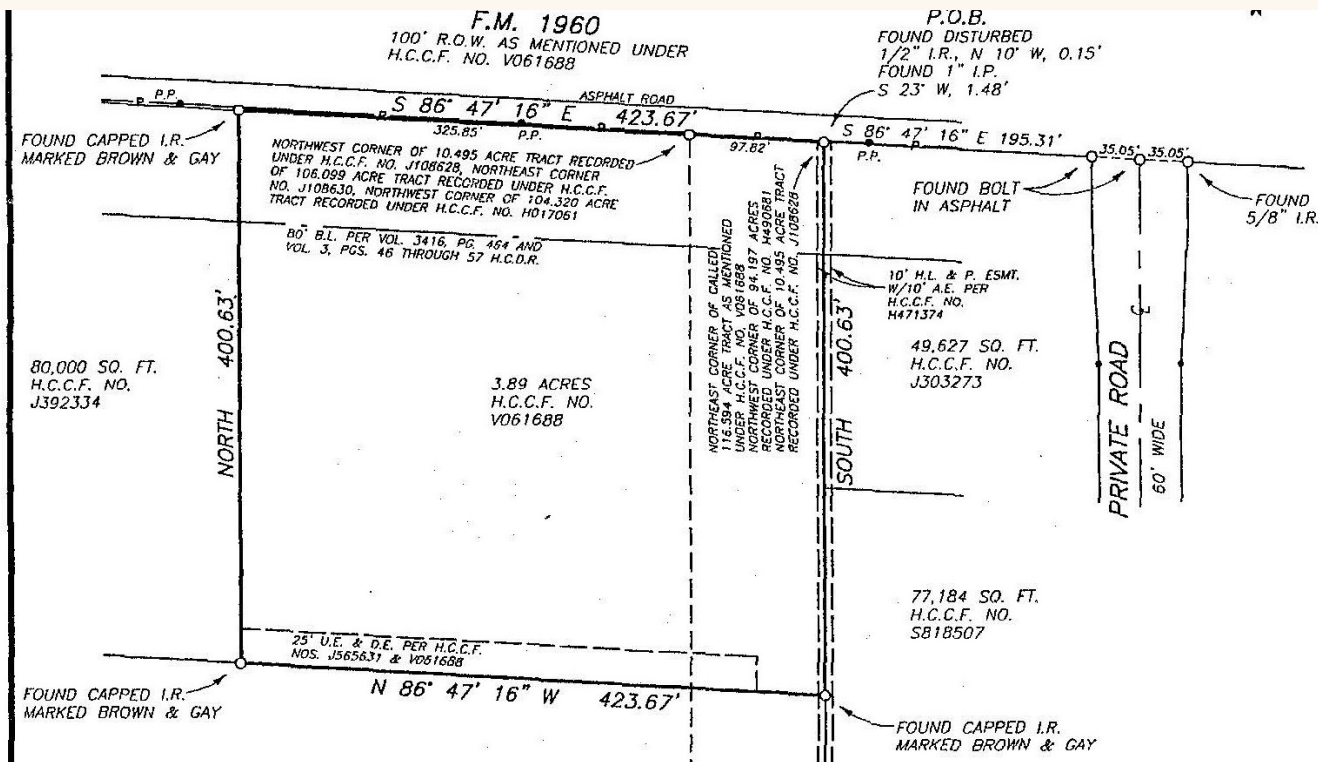 F.M. 1960
100' R.O.W. AS MENTIONED UNDER
H.C.C.F. NO. V061688
P.O.B.
FOUND DISTURBED
1/2" I.R., N 10° W, 0.15'
FOUND 1" I.P.
S 23° W, 1.48'
P.P.
S 86° 47' 16" E 423.67'
ASPHALT ROAD
325.85'
P.P.
97.82'
S 86° 47' 16" E 195.31'
P.P.
35.05'
35.05'
FOUND CAPPED I.R.
MARKED BROWN & GAY
NORTHWEST CORNER OF 10.495 ACRE TRACT RECORDED
UNDER H.C.C.F. NO. J108628, NORTHEAST CORNER
OF 106.099 ACRE TRACT RECORDED UNDER H.C.C.F.
NO. J108630, NORTHWEST CORNER OF 104.320 ACRE
TRACT RECORDED UNDER H.C.C.F. NO. H017061
FOUND BOLT
IN ASPHALT
FOUND
5/8" I.R.
80' B.L. PER VOL. 3416, PG. 464 AND
VOL. 3, PGS. 46 THROUGH 57 H.C.D.R.
NORTHEAST CORNER OF CALLED
116.594 ACRE TRACT AS MENTIONED
UNDER H.C.C.F. NO. V061688
NORTHWEST CORNER OF 94.197 ACRES
RECORDED UNDER H.C.C.F. NO. H490681
NORTHEAST CORNER OF 10.495 ACRE TRACT
RECORDED UNDER H.C.C.F. NO. J108628
10' H.L. & P. ESMT.
W/10' A.E. PER
H.C.C.F. NO.
H471374
NORTH 400.63'
SOUTH 400.63'
80,000 SQ. FT.
H.C.C.F. NO.
J392334
3.89 ACRES
H.C.C.F. NO.
V061688
49,627 SQ. FT.
H.C.C.F. NO.
J303273
PRIVATE ROAD
60' WIDE
77,184 SQ. FT.
H.C.C.F. NO.
S818507
25' U.E. & D.E. PER H.C.C.F.
NOS. J565631 & V061688
N 86° 47' 16" W 423.67'
FOUND CAPPED I.R.
MARKED BROWN & GAY
FOUND CAPPED I.R.
MARKED BROWN & GAY